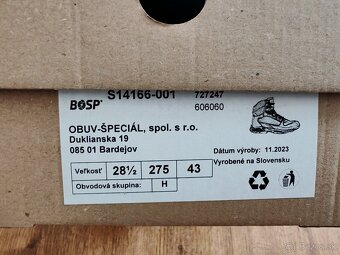 S14166-001
727247
606060
BOSP
OBUV-ŠPECIÁL, spol. s r.o.
Duklianska 19
085 01 Bardejov
Dátum výroby: 11.2023
Vyrobené na Slovensku
Veľkosť 28½ 275 43
Obvodová skupina: H